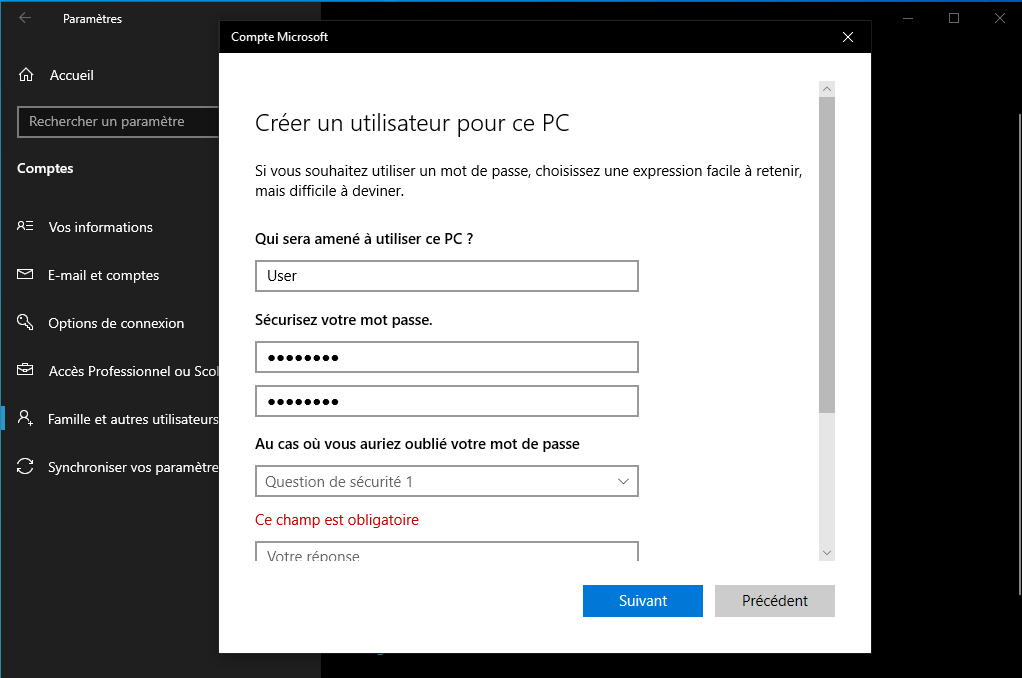 Paramètres
Compte Microsoft
Accueil
Rechercher un paramètre
Comptes
Vos informations
E-mail et comptes
Options de connexion
Accès Professionnel ou Scol
Famille et autres utilisateurs
Synchroniser vos paramètre
Créer un utilisateur pour ce PC
Si vous souhaitez utiliser un mot de passe, choisissez une expression facile à retenir,
mais difficile à deviner.
Qui sera amené à utiliser ce PC ?
User
Sécurisez votre mot passe.
●●●●●●●●
●●●●●●●●
Au cas où vous auriez oublié votre mot de passe
Question de sécurité 1
Ce champ est obligatoire
Votre réponse
Suivant
Précédent